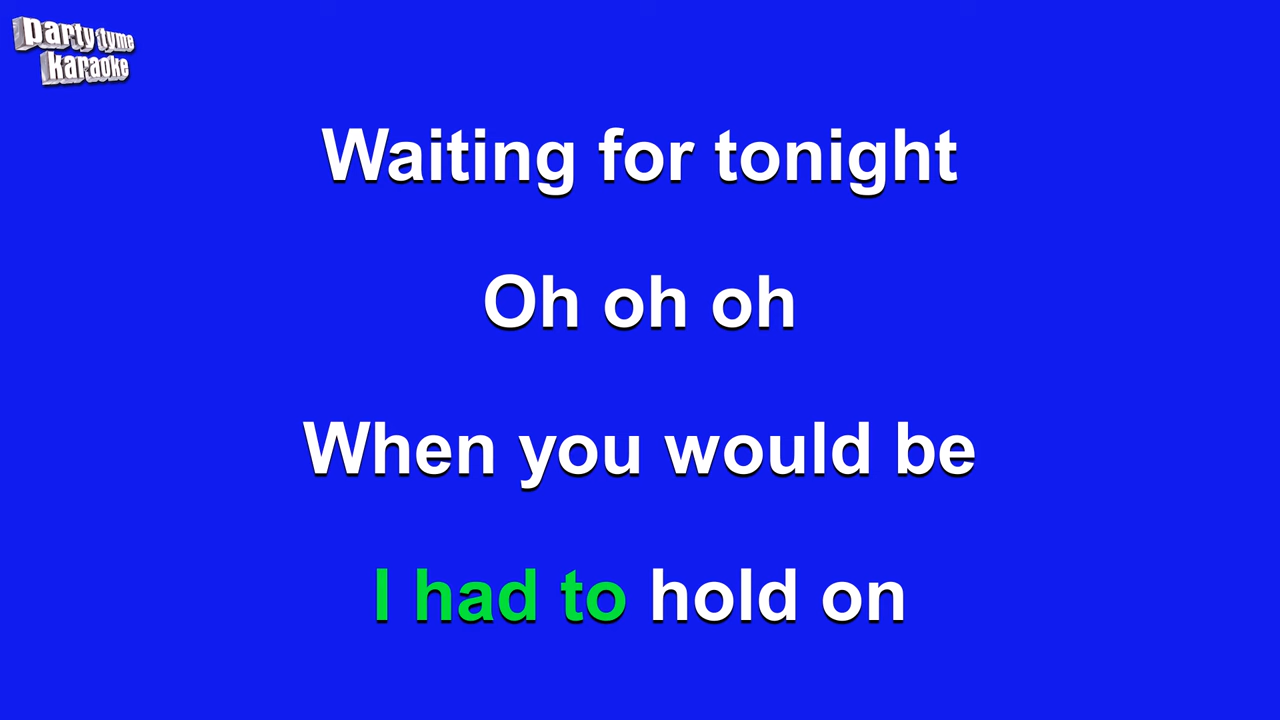 party tyme
karaoke
Waiting for tonight
Oh oh oh
When you would be
I had to hold on